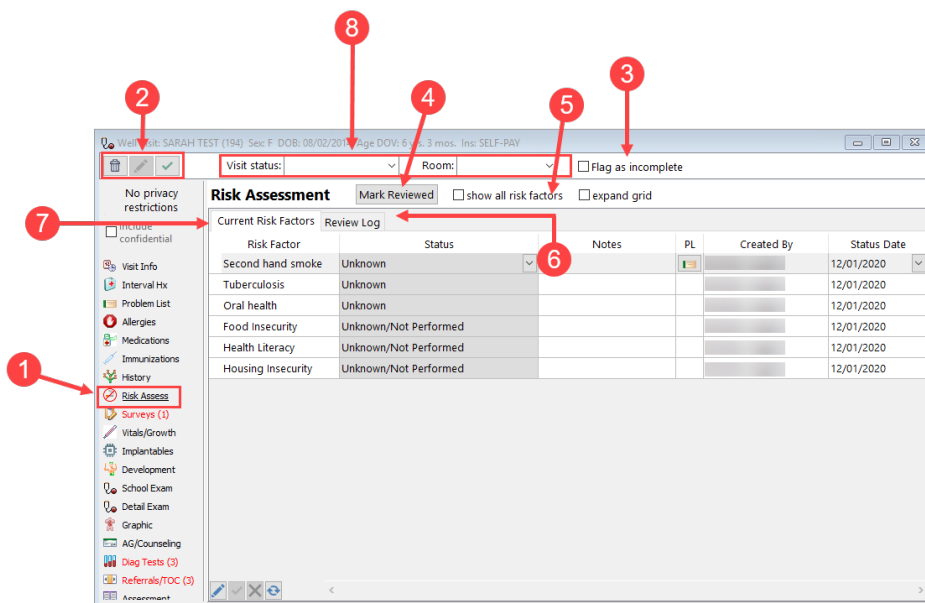 8
3
2
4
5
Well Visit: SARAH TEST (194) Sex: F DOB: 08/02/2014 Age DOV: 6 yrs. 3 mos. Ins: SELF-PAY
Visit status:
Room:
Flag as incomplete
No privacy
restrictions
Risk Assessment
Mark Reviewed
show all risk factors
expand grid
7
Include
confidential
Current Risk Factors
Review Log
6
Risk Factor Status Notes PL Created By Status Date
Second hand smoke Unknown 12/01/2020
Tuberculosis Unknown 12/01/2020
Oral health Unknown 12/01/2020
Food Insecurity Unknown/Not Performed 12/01/2020
Health Literacy Unknown/Not Performed 12/01/2020
Housing Insecurity Unknown/Not Performed 12/01/2020
Visit Info
Interval Hx
Problem List
Allergies
Medications
Immunizations
History
1
Risk Assess
Surveys (1)
Vitals/Growth
Implantables
Development
School Exam
Detail Exam
Graphic
AG/Counseling
Diag Tests (3)
Referrals/TOC (3)
Assessment